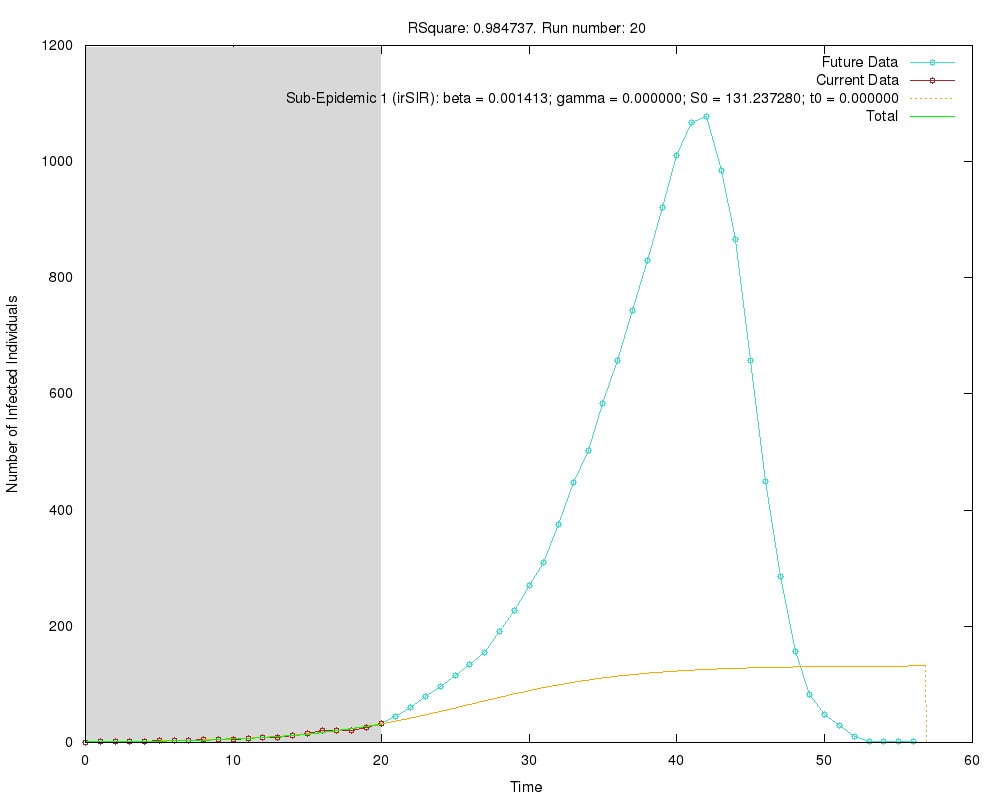 RSquare: 0.984737. Run number: 20
1200
1000
800
600
400
200
0
Number of Infected Individuals
Future Data
Current Data
Sub-Epidemic 1 (irSIR): beta = 0.001413; gamma = 0.000000; S0 = 131.237280; t0 = 0.000000
Total
0 10 20 30 40 50 60
Time